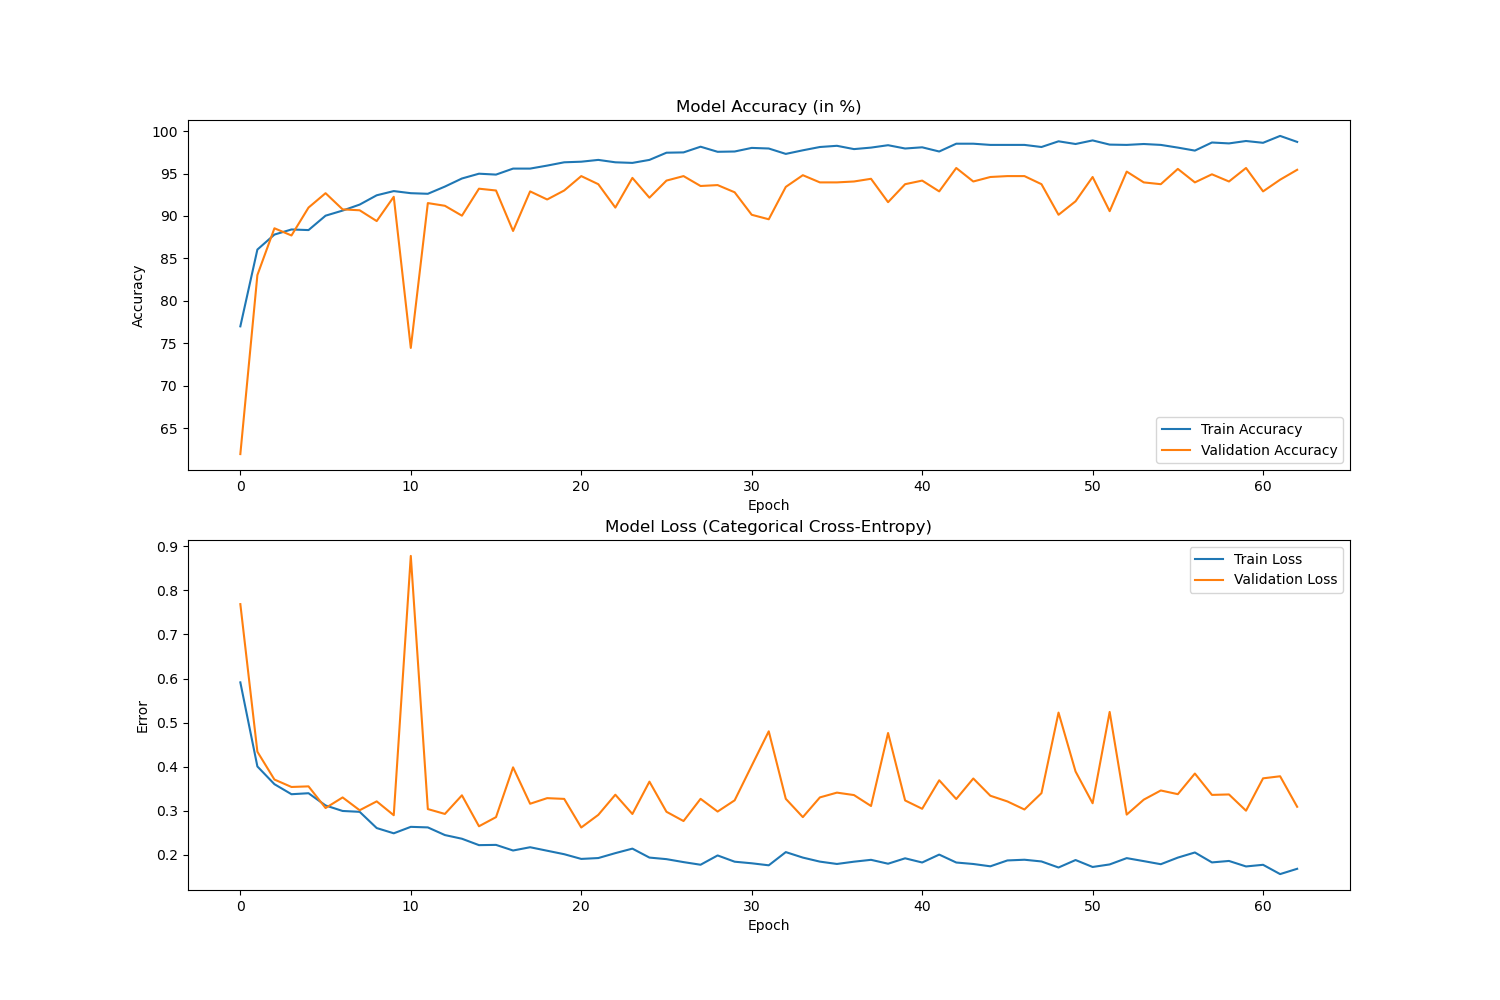 Model Accuracy (in %)
100
95
90
85
80
75
70
65
Accuracy
Train Accuracy
Validation Accuracy
0 10 20 30 40 50 60
Epoch
Model Loss (Categorical Cross-Entropy)
0.9
0.8
0.7
0.6
0.5
0.4
0.3
0.2
Error
Train Loss
Validation Loss
0 10 20 30 40 50 60
Epoch